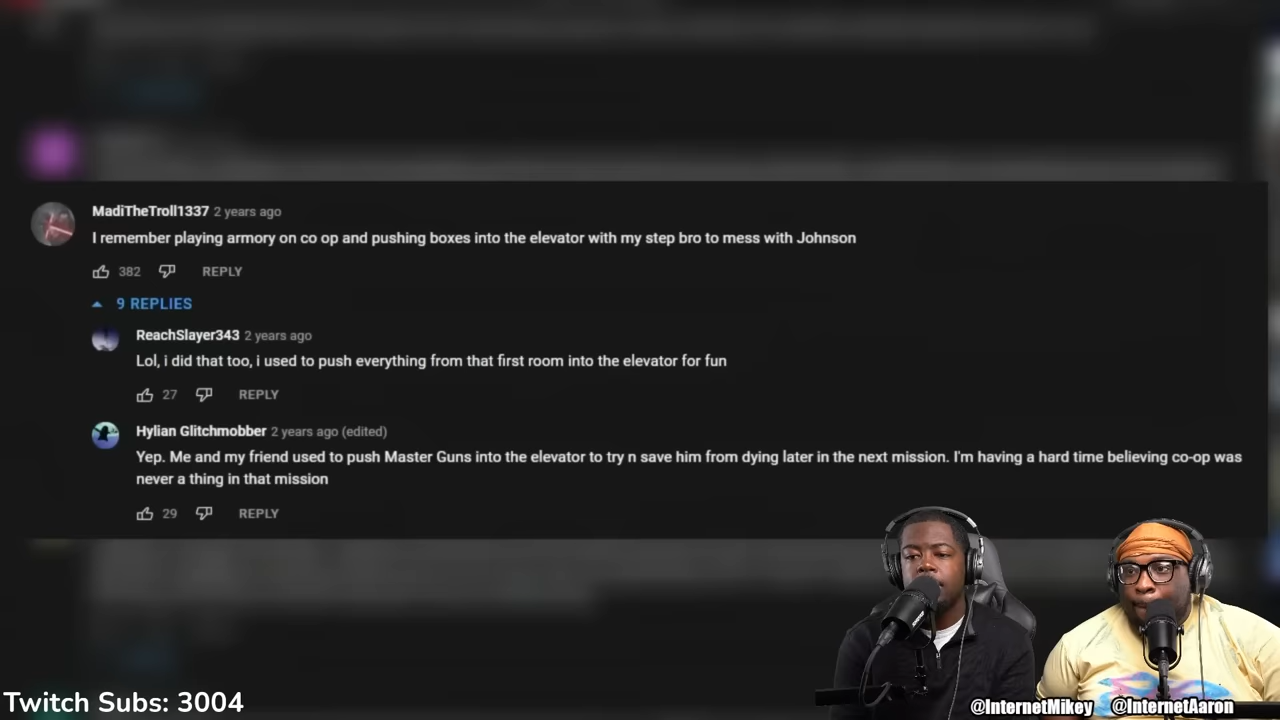 MadiTheTroll1337 2 years ago
I remember playing armory on co op and pushing boxes into the elevator with my step bro to mess with Johnson
382 REPLY
9 REPLIES
ReachSlayer343 2 years ago
Lol, i did that too, i used to push everything from that first room into the elevator for fun
27 REPLY
Hylian Glitchmobber 2 years ago (edited)
Yep. Me and my friend used to push Master Guns into the elevator to try n save him from dying later in the next mission. I'm having a hard time believing co-op was
never a thing in that mission
29 REPLY
Twitch Subs: 3004
@InternetMikey @InternetAaron